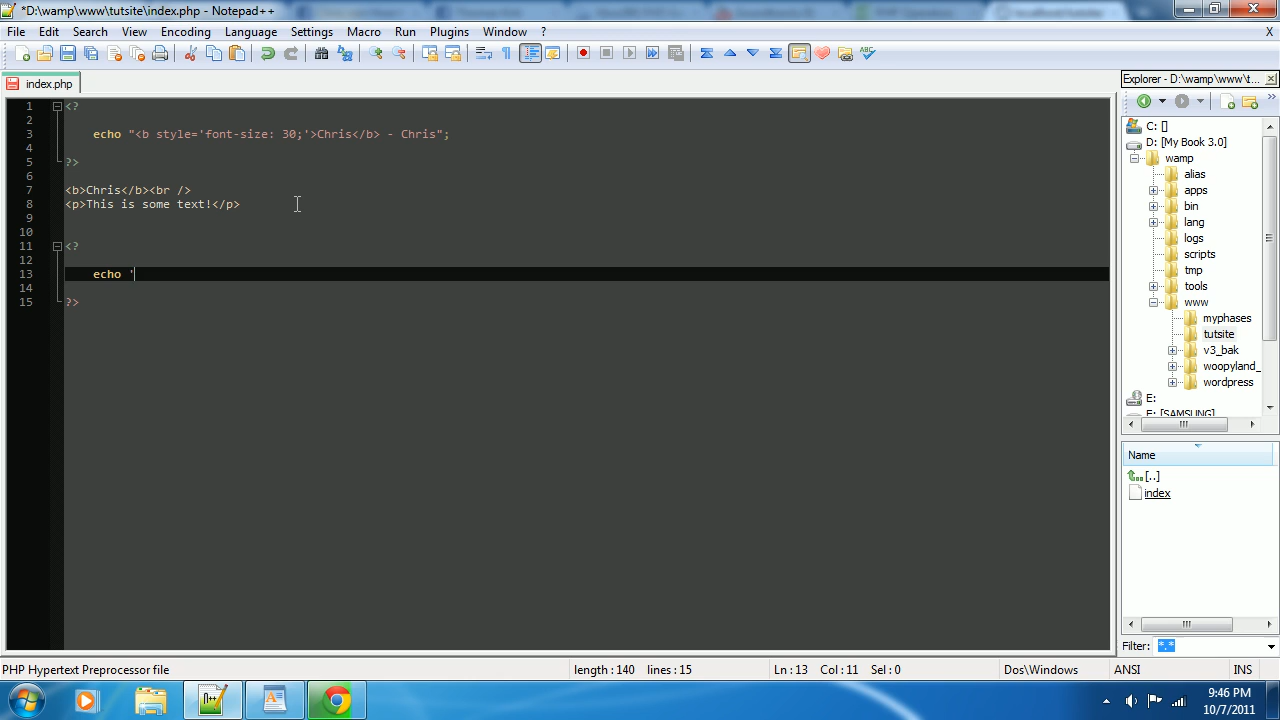 *D:\wamp\www\tutsite\index.php - Notepad++
File Edit Search View Encoding Language Settings Macro Run Plugins Window ? X
index.php
1 <?
2
3 echo "<b style='font-size: 30;'>Chris</b> - Chris";
4
5 ?>
6
7 <b>Chris</b><br />
8 <p>This is some text!</p>
9
10
11 <?
12
13 echo '
14
15 ?>
Explorer - D:\wamp\www\t...
C: []
D: [My Book 3.0]
wamp
alias
apps
bin
lang
logs
scripts
tmp
tools
www
myphases
tutsite
v3_bak
woopyland_
wordpress
E:
F: [SAMSUNG]
Name
[..]
index
Filter: *.*
PHP Hypertext Preprocessor file length : 140 lines : 15 Ln : 13 Col : 11 Sel : 0 Dos\Windows ANSI INS
9:46 PM
10/7/2011